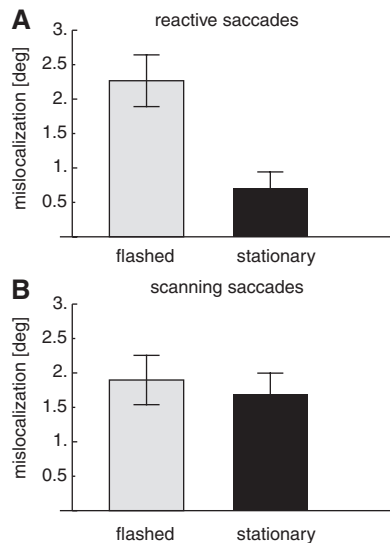 A
reactive saccades
mislocalization [deg]
3.
2.5
2.
1.5
1.
0.5
flashed
stationary
B
scanning saccades
mislocalization [deg]
3.
2.5
2.
1.5
1.
0.5
flashed
stationary